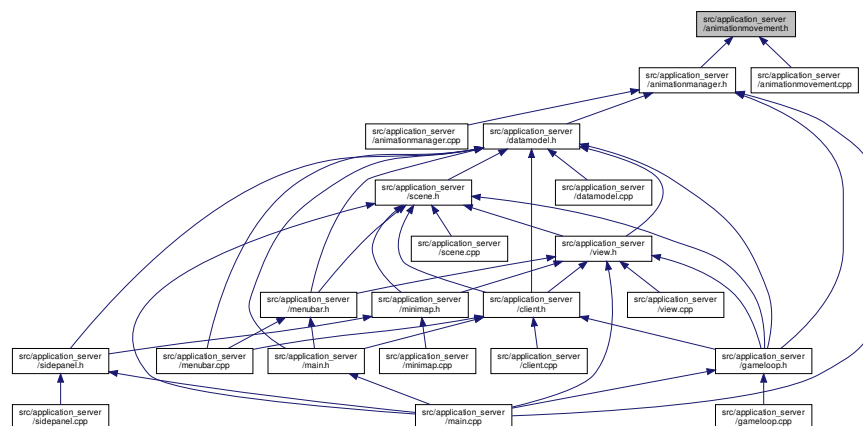 src/application_server
/animationmovement.h
src/application_server
/animationmanager.h
src/application_server
/animationmovement.cpp
src/application_server
/animationmanager.cpp
src/application_server
/datamodel.h
src/application_server
/scene.h
src/application_server
/datamodel.cpp
src/application_server
/scene.cpp
src/application_server
/view.h
src/application_server
/menubar.h
src/application_server
/minimap.h
src/application_server
/client.h
src/application_server
/view.cpp
src/application_server
/sidepanel.h
src/application_server
/menubar.cpp
src/application_server
/main.h
src/application_server
/minimap.cpp
src/application_server
/client.cpp
src/application_server
/gameloop.h
src/application_server
/sidepanel.cpp
src/application_server
/main.cpp
src/application_server
/gameloop.cpp